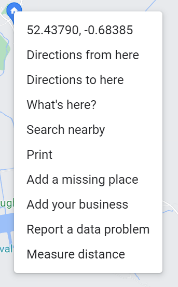 52.43790, -0.68385
Directions from here
Directions to here
What's here?
Search nearby
Print
Add a missing place
Add your business
Report a data problem
Measure distance